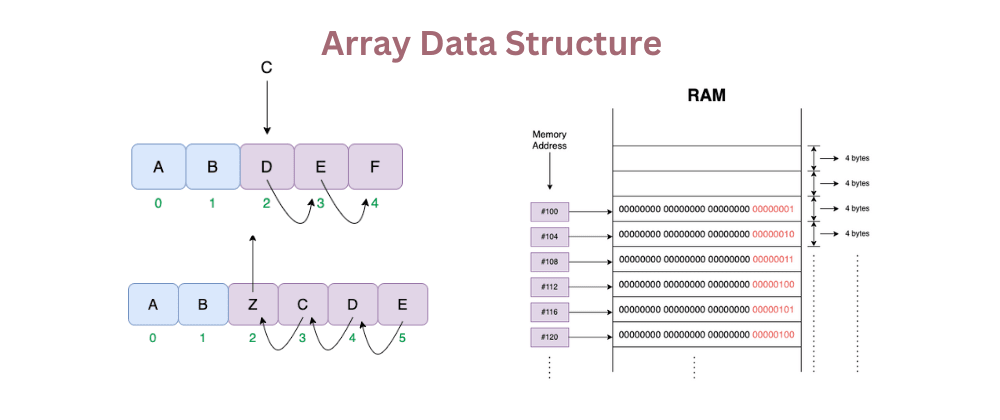 Array Data Structure
C
A B D E F
0 1 2 3 4
A B Z C D E
0 1 2 3 4 5
RAM
Memory
Address
4 bytes
4 bytes
#100 00000000 00000000 00000000 00000001 4 bytes
#104 00000000 00000000 00000000 00000010 4 bytes
#108 00000000 00000000 00000000 00000011
#112 00000000 00000000 00000000 00000100
#116 00000000 00000000 00000000 00000101
#120 00000000 00000000 00000000 00000100